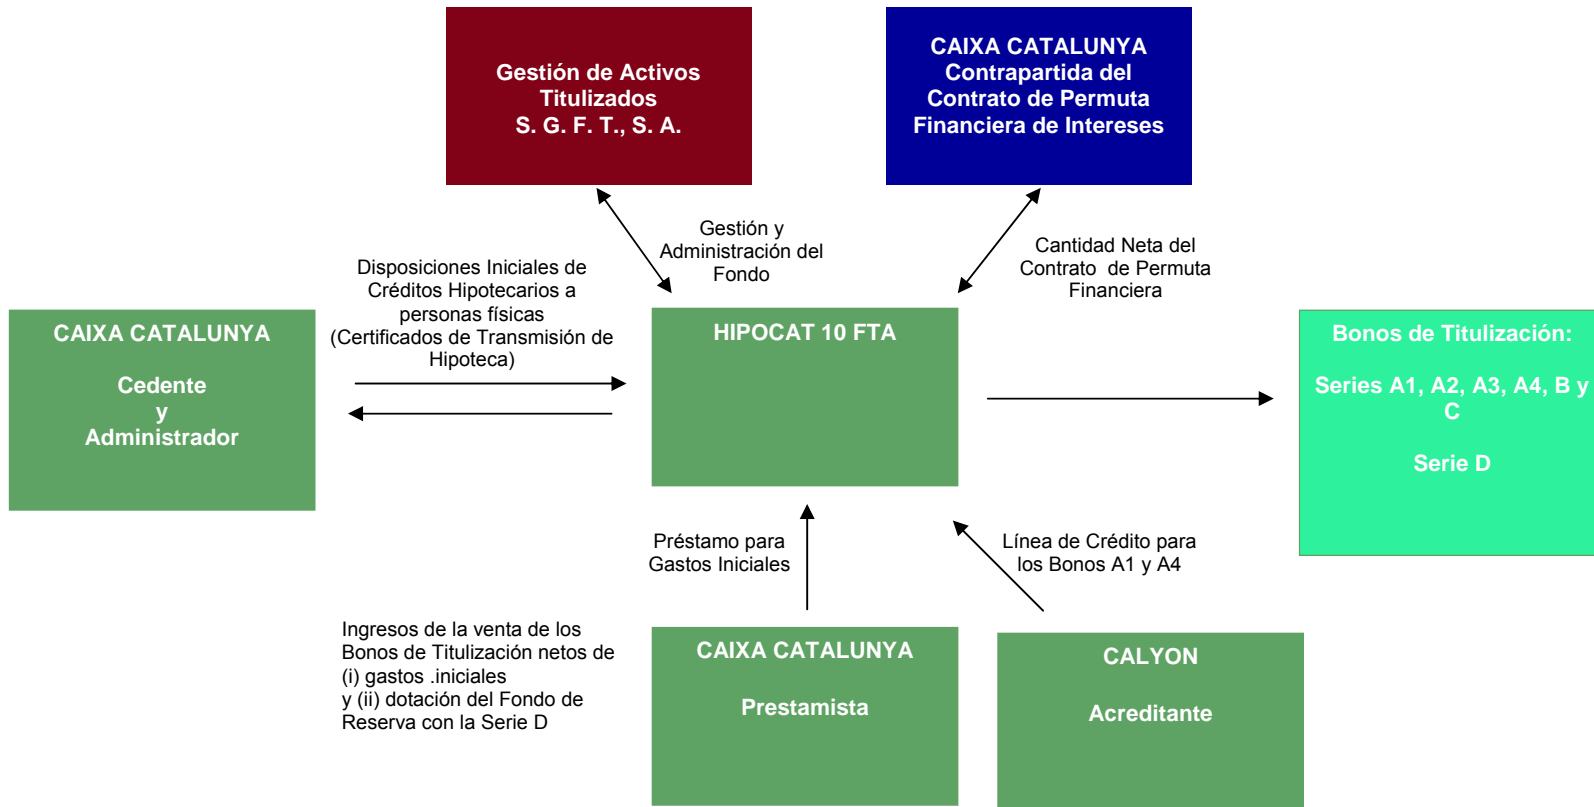 Gestión de Activos
Titulizados
S. G. F. T., S. A.
CAIXA CATALUNYA
Contrapartida del
Contrato de Permuta
Financiera de Intereses
Gestión y
Administración del
Fondo
Cantidad Neta del
Contrato de Permuta
Financiera
Disposiciones Iniciales de
Créditos Hipotecarios a
personas físicas
(Certificados de Transmisión de
Hipoteca)
CAIXA CATALUNYA
Cedente
y
Administrador
HIPOCAT 10 FTA
Bonos de Titulización:
Series A1, A2, A3, A4, B y
C
Serie D
Préstamo para
Gastos Iniciales
Línea de Crédito para
los Bonos A1 y A4
Ingresos de la venta de los
Bonos de Titulización netos de
(i) gastos .iniciales
y (ii) dotación del Fondo de
Reserva con la Serie D
CAIXA CATALUNYA
Prestamista
CALYON
Acreditante